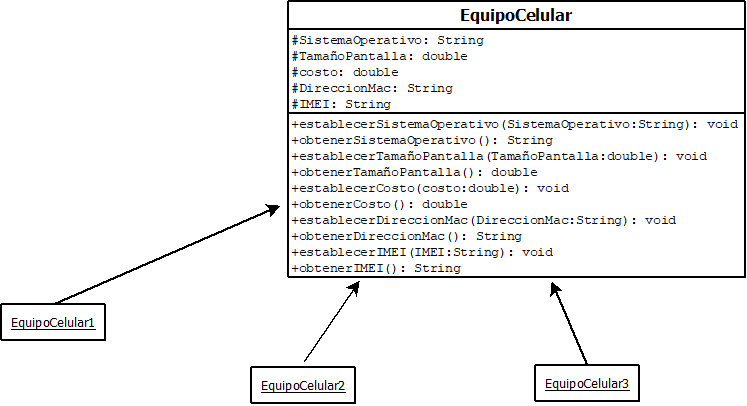 EquipoCelular
#SistemaOperativo: String
#TamañoPantalla: double
#costo: double
#DireccionMac: String
#IMEI: String
+establecerSistemaOperativo(SistemaOperativo:String): void
+obtenerSistemaOperativo(): String
+establecerTamañoPantalla(TamañoPantalla:double): void
+obtenerTamañoPantalla(): double
+establecerCosto(costo:double): void
+obtenerCosto(): double
+establecerDireccionMac(DireccionMac:String): void
+obtenerDireccionMac(): String
+establecerIMEI(IMEI:String): void
+obtenerIMEI(): String
EquipoCelular1
EquipoCelular2
EquipoCelular3